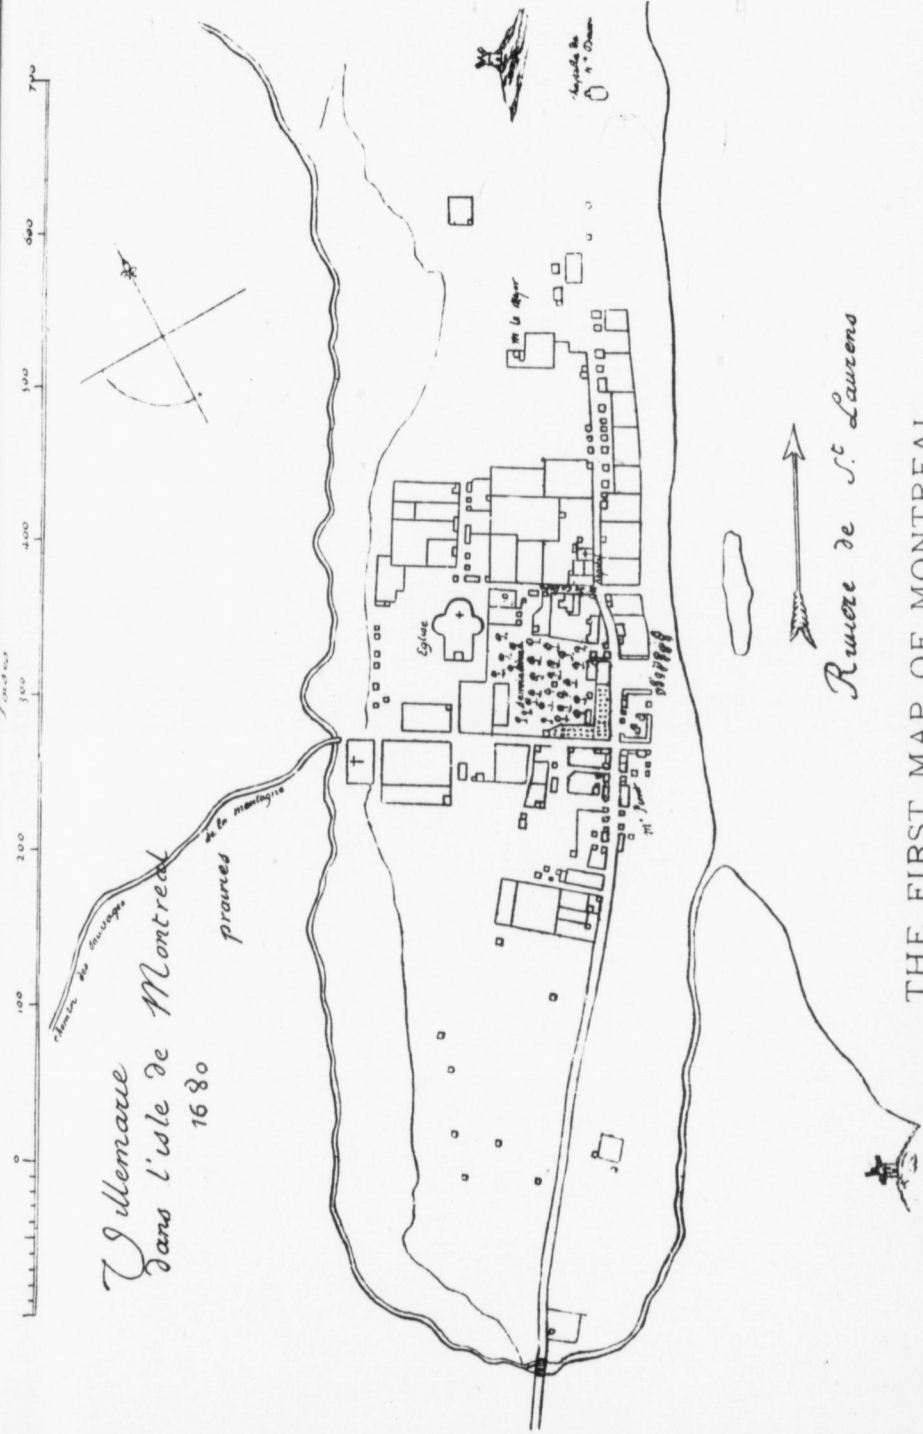 Villemarie
dans l'isle de Montreal
1680
0 100 200 300 400 500 600 700
chemin des Sauvages
de la montagne
prairies
Eglise
M le Ber
Riviere de St Laurens
THE FIRST MAP OF MONTREAL